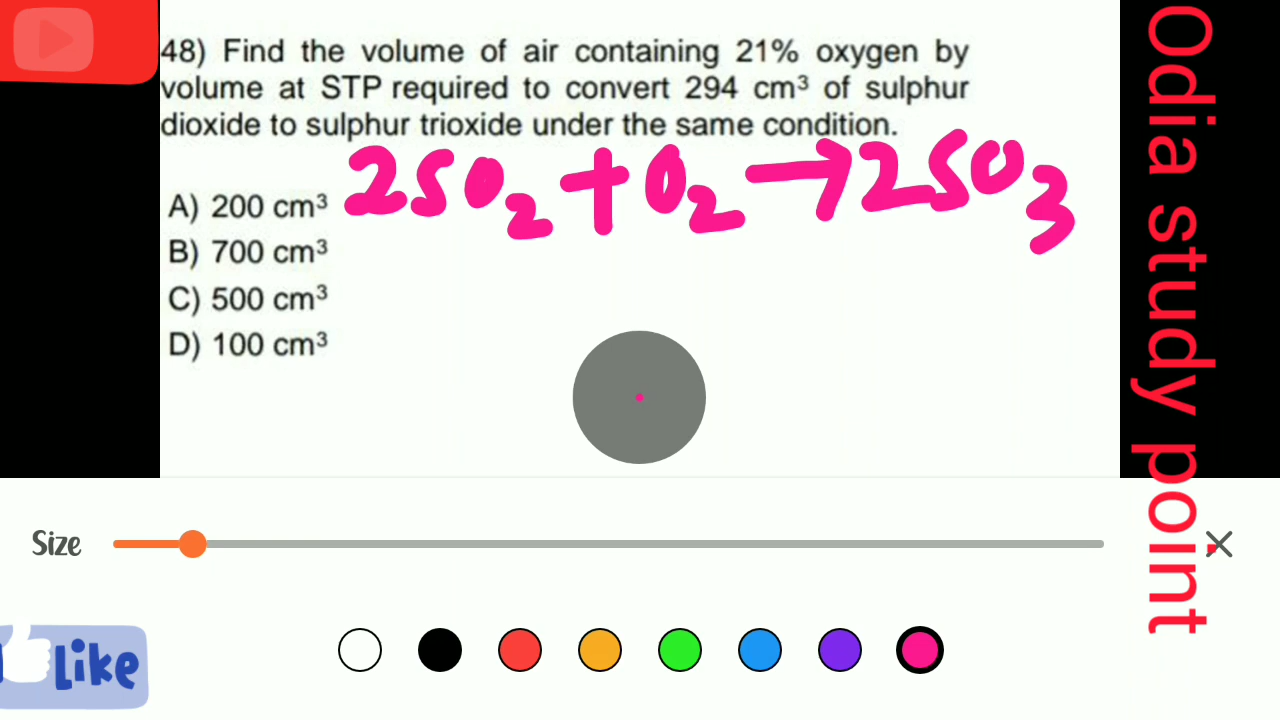 48) Find the volume of air containing 21% oxygen by
volume at STP required to convert 294 cm³ of sulphur
dioxide to sulphur trioxide under the same condition.
2SO₂ + O₂ → 2SO₃
A) 200 cm³
B) 700 cm³
C) 500 cm³
D) 100 cm³
Size
Like
Odia study point